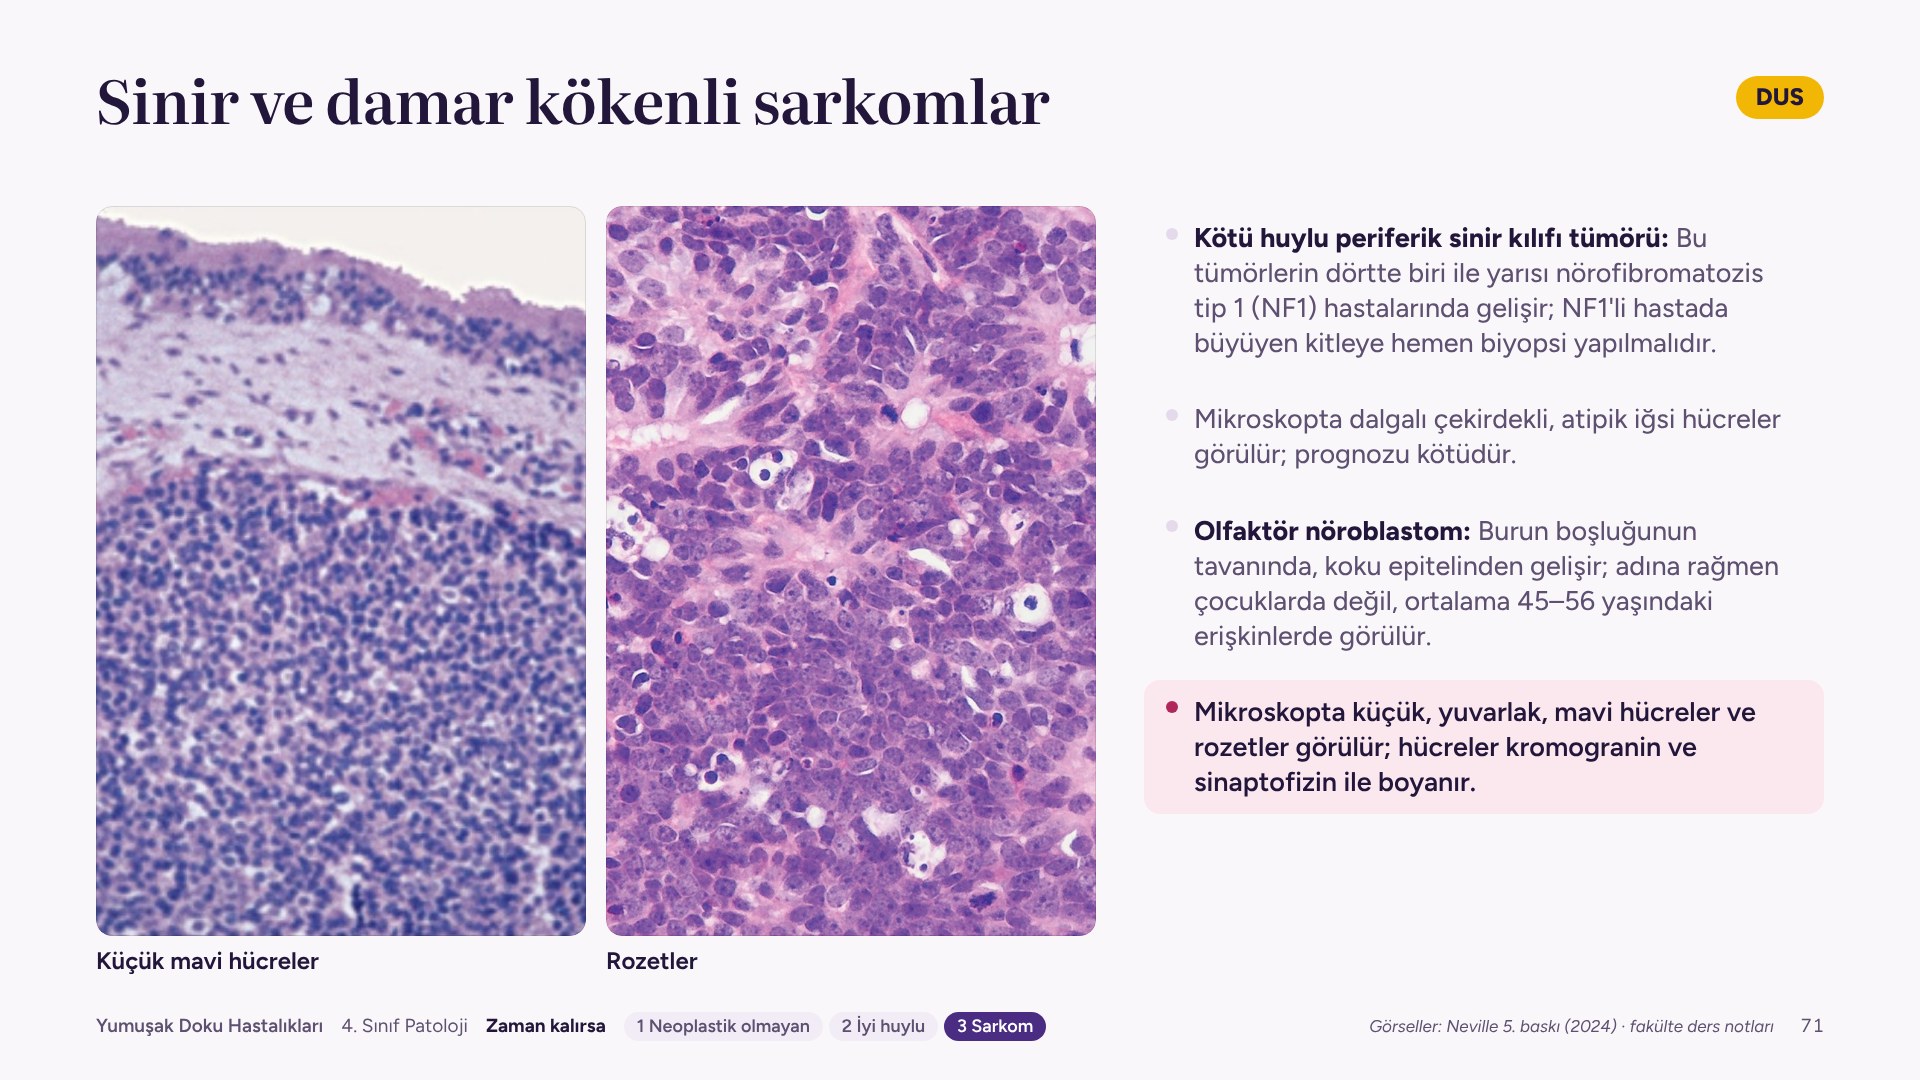 Sinir ve damar kökenli sarkomlar
DUS
Kötü huylu periferik sinir kılıfı tümörü: Bu
tümörlerin dörtte biri ile yarısı nörofibromatozis
tip 1 (NF1) hastalarında gelişir; NF1'li hastada
büyüyen kitleye hemen biyopsi yapılmalıdır.
Mikroskopta dalgalı çekirdekli, atipik iğsi hücreler
görülür; prognozu kötüdür.
Olfaktör nöroblastom: Burun boşluğunun
tavanında, koku epitelinden gelişir; adına rağmen
çocuklarda değil, ortalama 45–56 yaşındaki
erişkinlerde görülür.
Mikroskopta küçük, yuvarlak, mavi hücreler ve
rozetler görülür; hücreler kromogranin ve
sinaptofizin ile boyanır.
Küçük mavi hücreler
Rozetler
Yumuşak Doku Hastalıkları 4. Sınıf Patoloji Zaman kalırsa 1 Neoplastik olmayan 2 İyi huylu 3 Sarkom
Görseller: Neville 5. baskı (2024) · fakülte ders notları 71